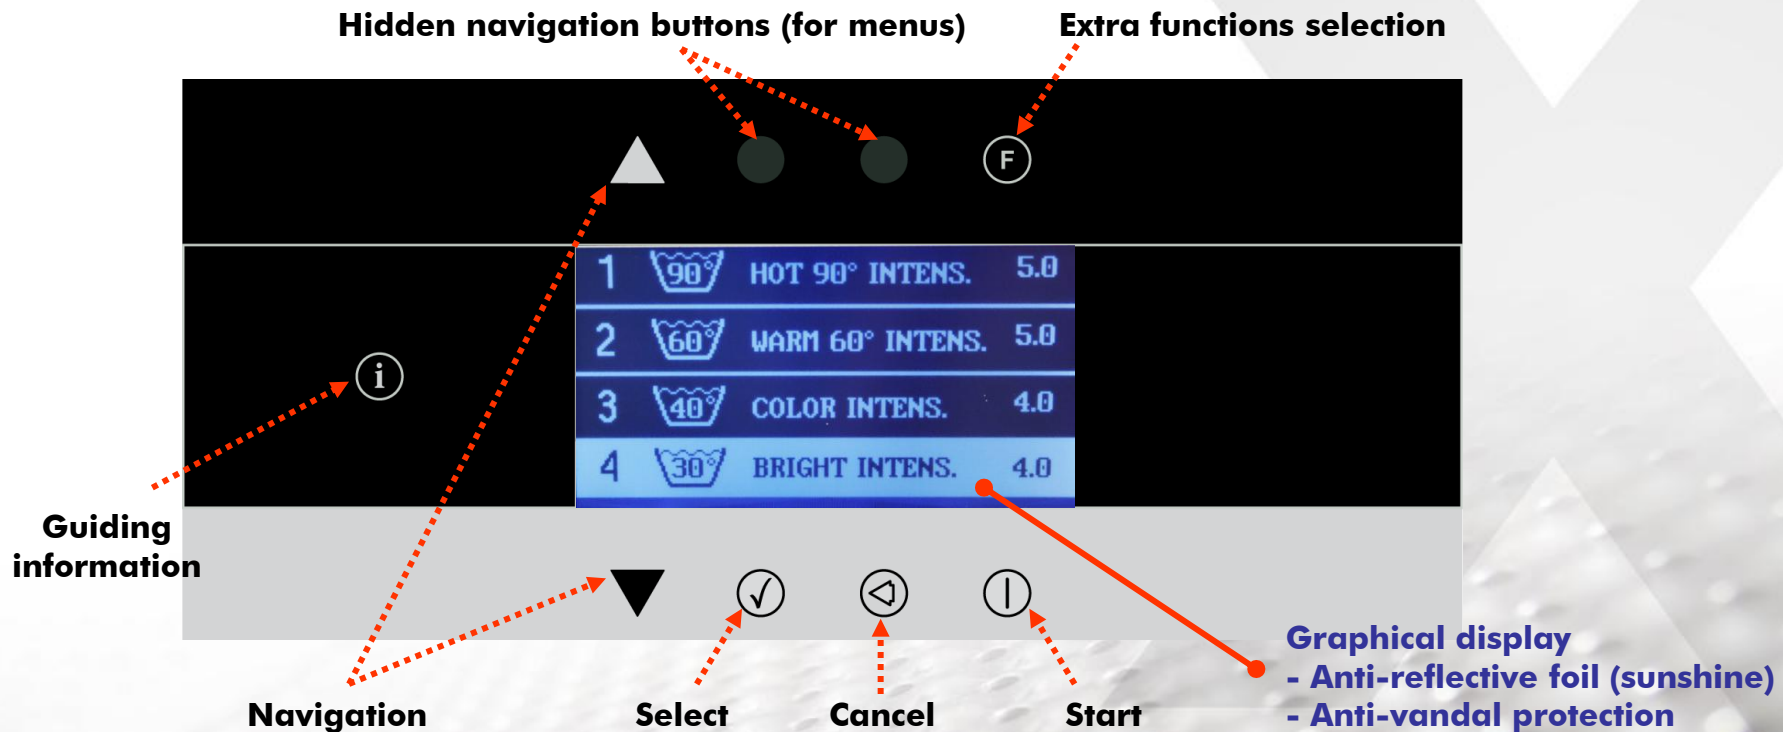 Hidden navigation buttons (for menus)
Extra functions selection
F
1 90° HOT 90° INTENS. 5.0
2 60° WARM 60° INTENS. 5.0
3 40° COLOR INTENS. 4.0
4 30° BRIGHT INTENS. 4.0
i
Guiding
information
Navigation
Select
Cancel
Start
Graphical display
- Anti-reflective foil (sunshine)
- Anti-vandal protection